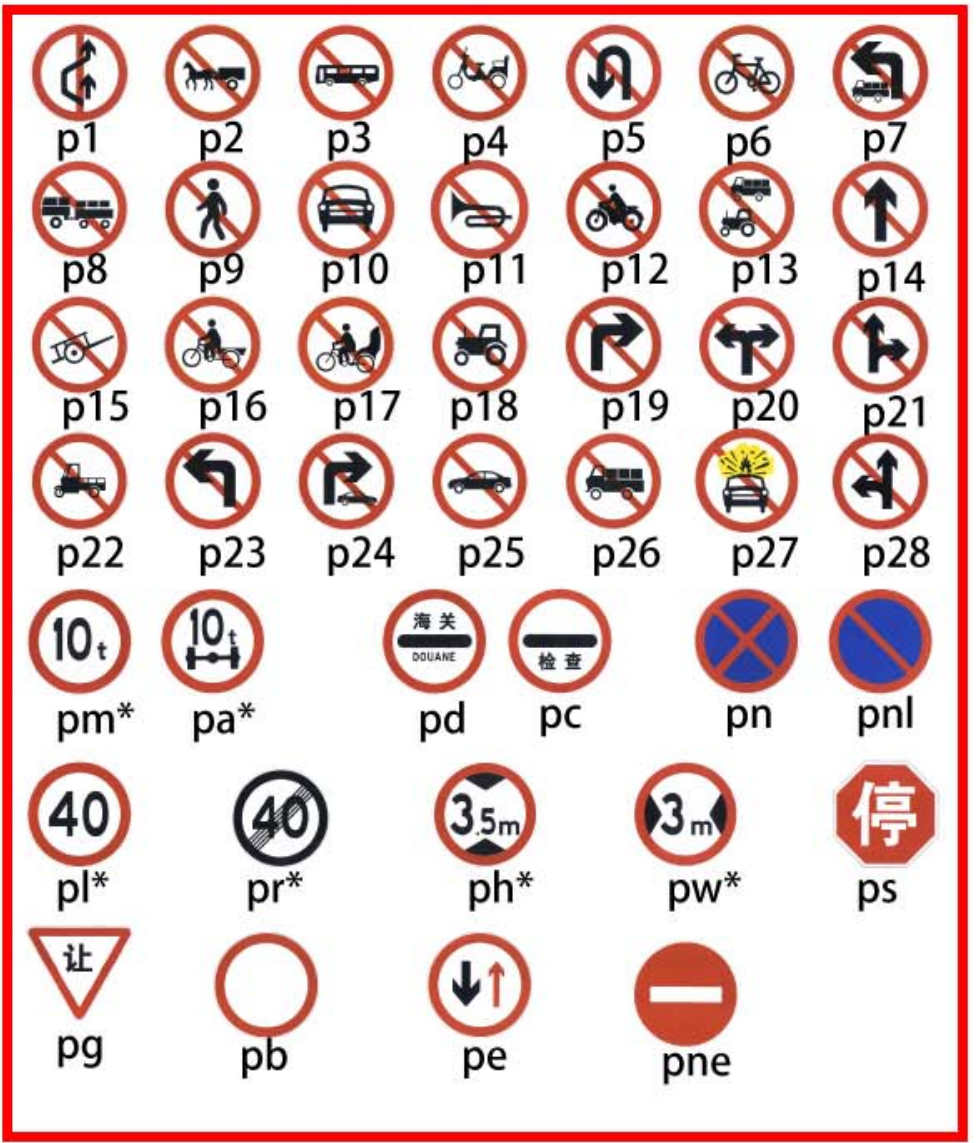 p1 p2 p3 p4 p5 p6 p7
p8 p9 p10 p11 p12 p13 p14
p15 p16 p17 p18 p19 p20 p21
p22 p23 p24 p25 p26 p27 p28
10t 10t 海关
DOUANE
检查
pm* pa* pd pc pn pnl
40 40 3.5m 3m 停
pl* pr* ph* pw* ps
让
pg pb pe pne